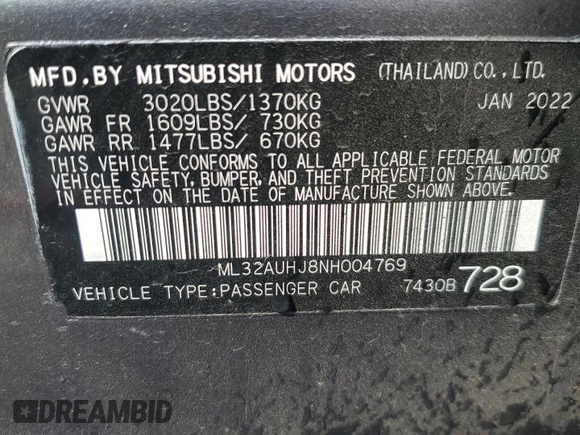 MFD. BY MITSUBISHI MOTORS (THAILAND) CO., LTD.
GVWR 3020LBS/1370KG JAN 2022
GAWR FR 1609LBS/ 730KG
GAWR RR 1477LBS/ 670KG
THIS VEHICLE CONFORMS TO ALL APPLICABLE FEDERAL MOTOR
VEHICLE SAFETY, BUMPER, AND THEFT PREVENTION STANDARDS
IN EFFECT ON THE DATE OF MANUFACTURE SHOWN ABOVE.
ML32AUHJ8NH004769
VEHICLE TYPE:PASSENGER CAR 7430B 728
DREAMBID